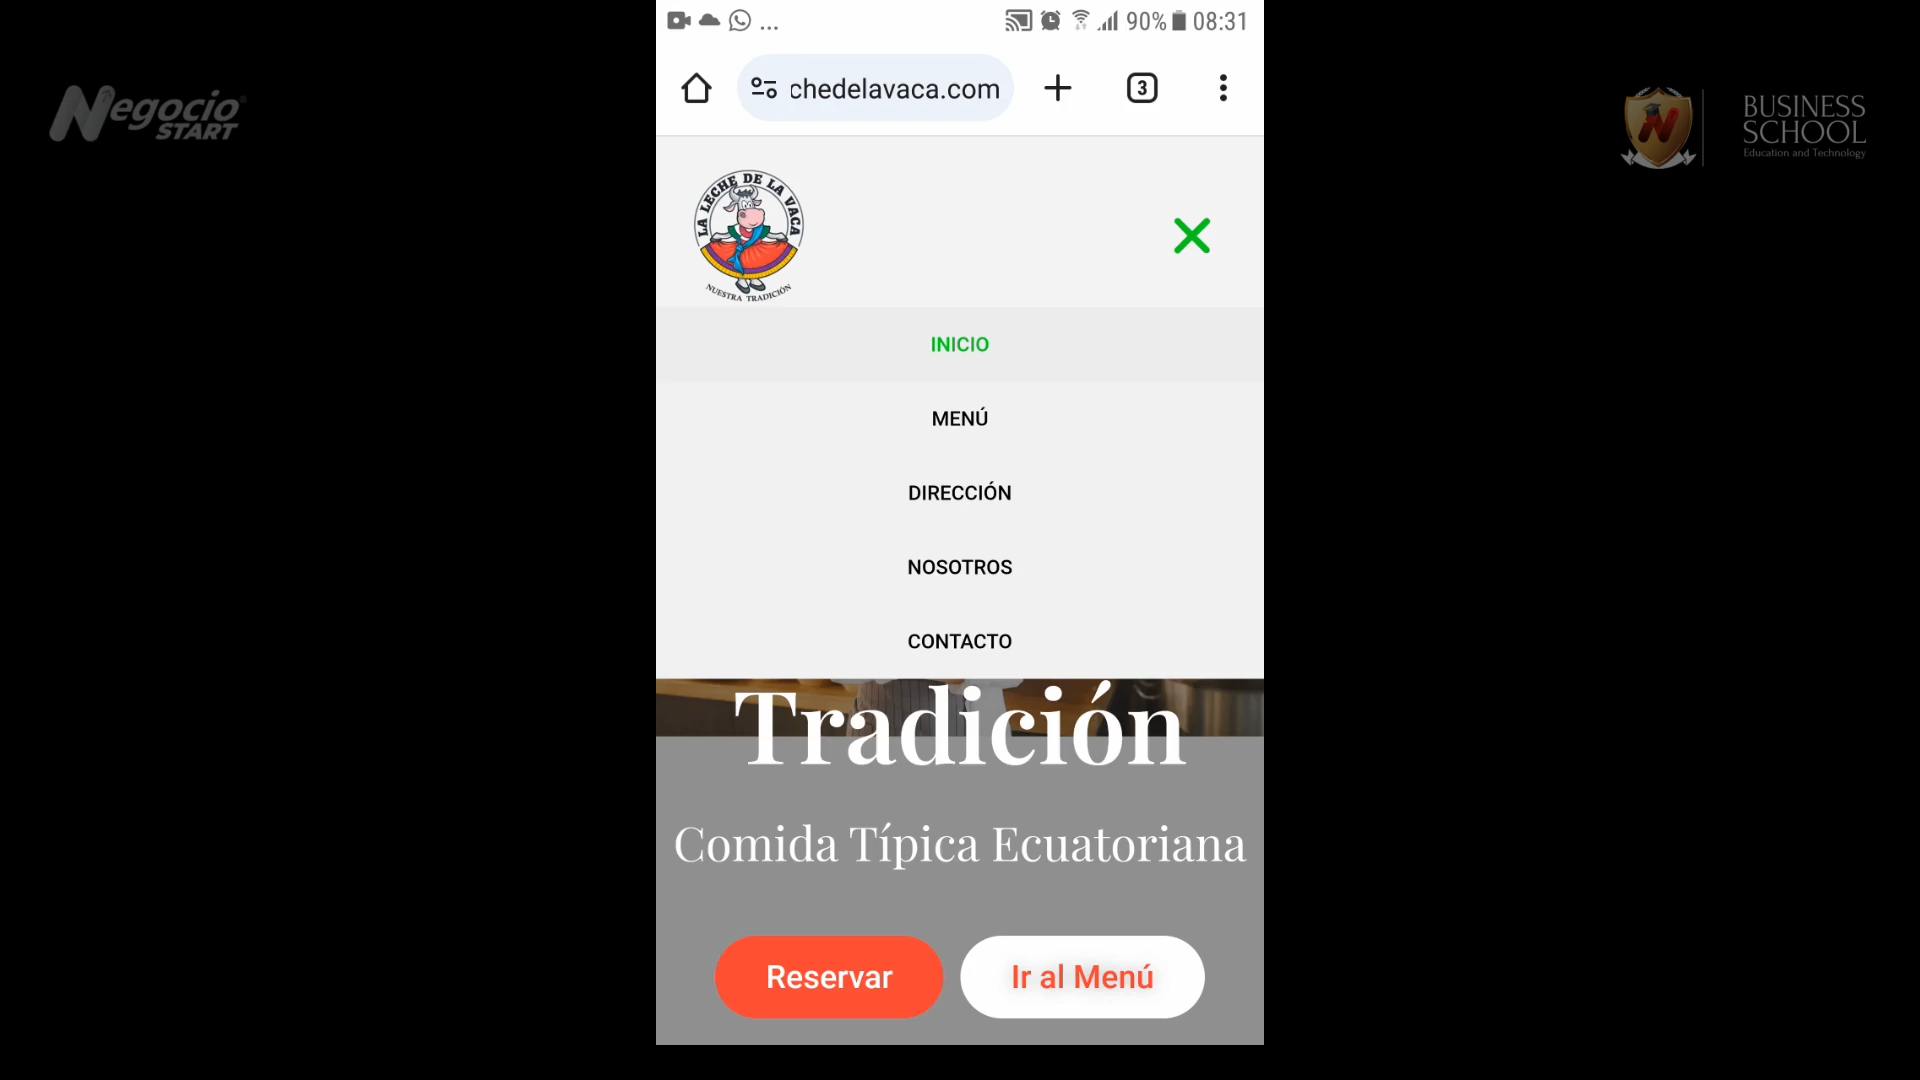 ... 90% 08:31
chedelavaca.com
3
Negocio
START
BUSINESS
SCHOOL
Education and Technology
LA LECHE DE LA VACA
NUESTRA TRADICIÓN
INICIO
MENÚ
DIRECCIÓN
NOSOTROS
CONTACTO
Tradición
Comida Típica Ecuatoriana
Reservar
Ir al Menú